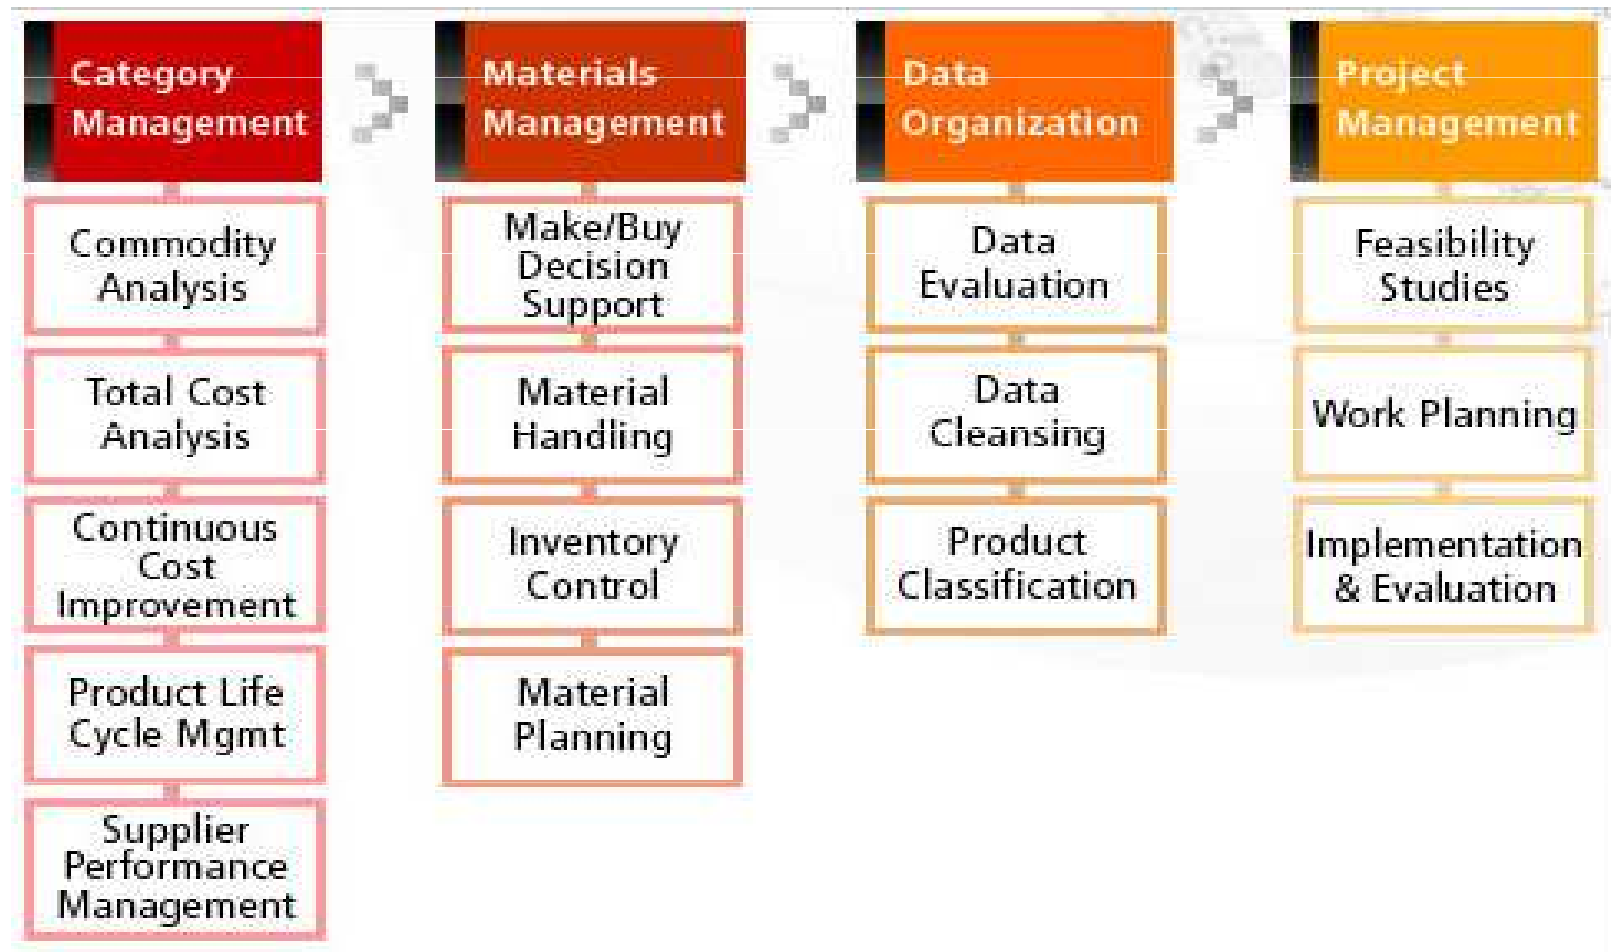 Category
Management
Materials
Management
Data
Organization
Project
Management
Commodity
Analysis
Total Cost
Analysis
Continuous
Cost
Improvement
Product Life
Cycle Mgmt
Supplier
Performance
Management
Make/Buy
Decision
Support
Material
Handling
Inventory
Control
Material
Planning
Data
Evaluation
Data
Cleansing
Product
Classification
Feasibility
Studies
Work Planning
Implementation
& Evaluation